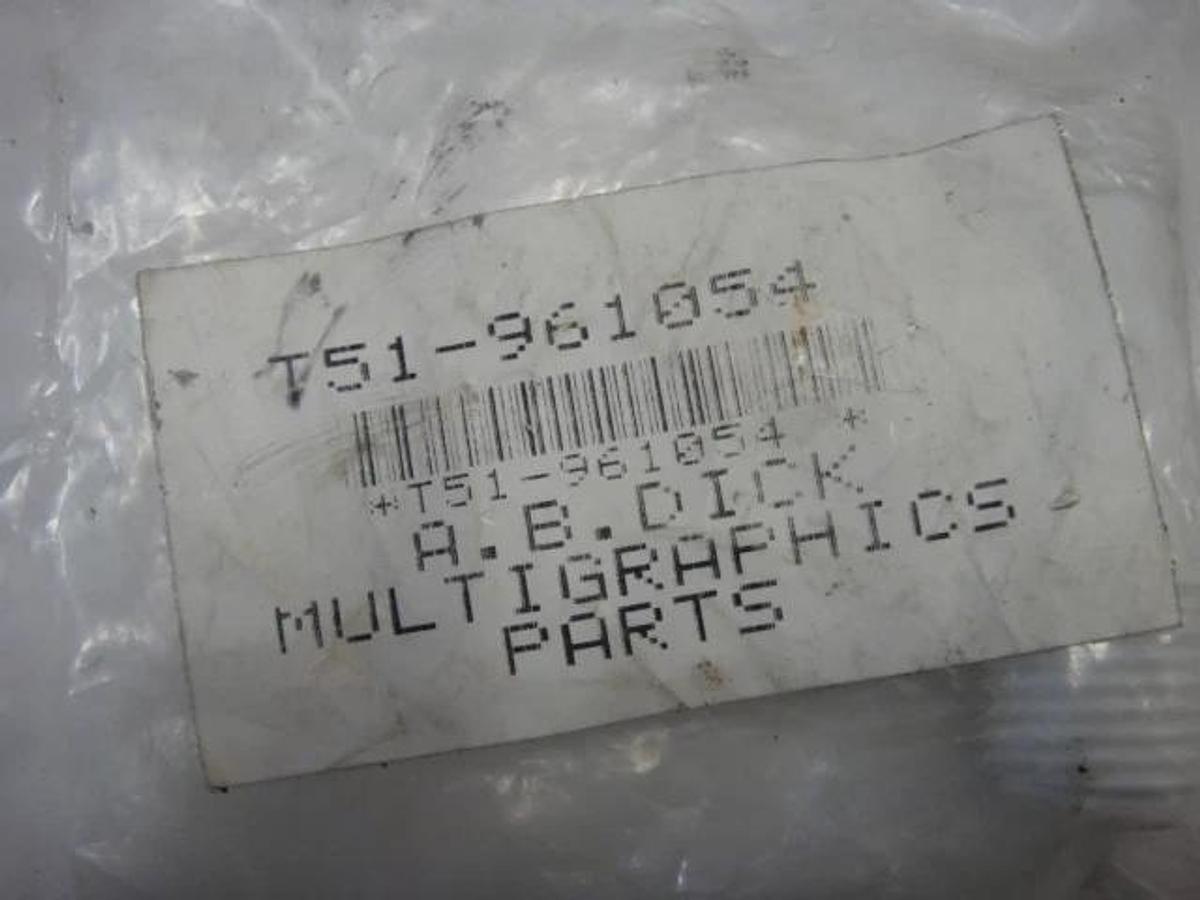 T51-961054
*T51-961054 *
A.B.DICK
MULTIGRAPHICS
PARTS